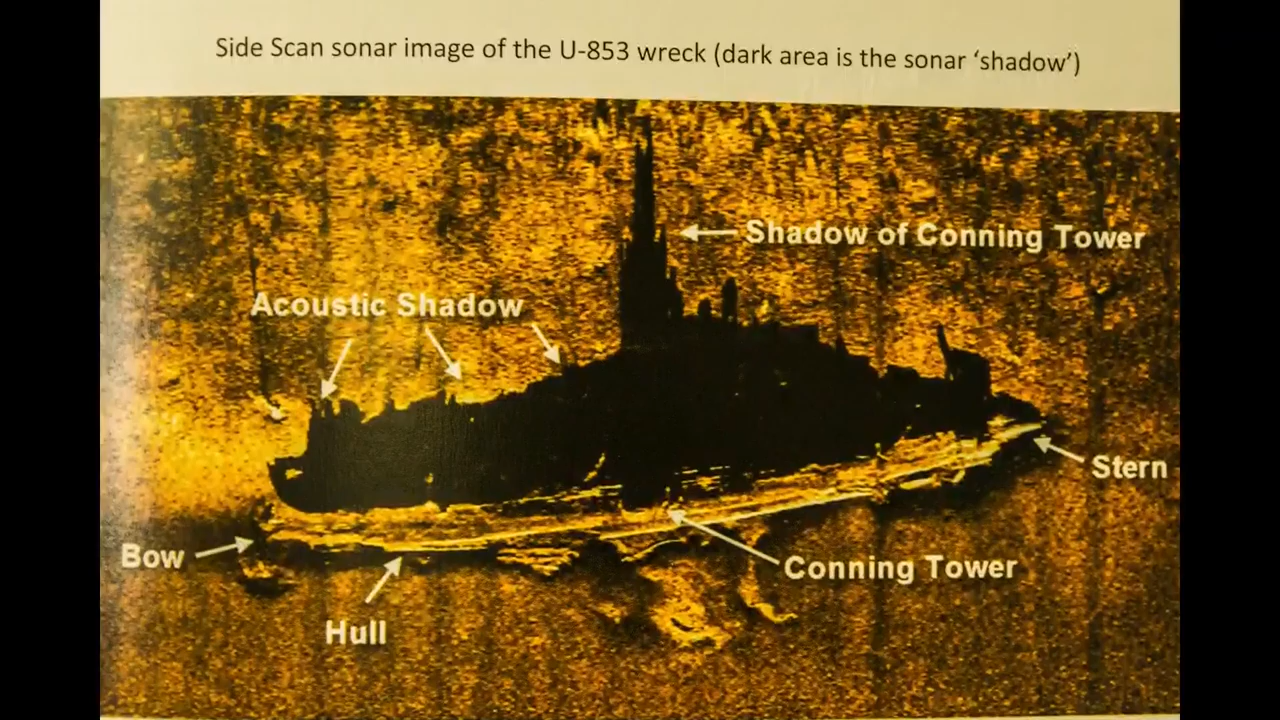 Side Scan sonar image of the U-853 wreck (dark area is the sonar ‘shadow’)
Shadow of Conning Tower
Acoustic Shadow
Stern
Bow
Conning Tower
Hull